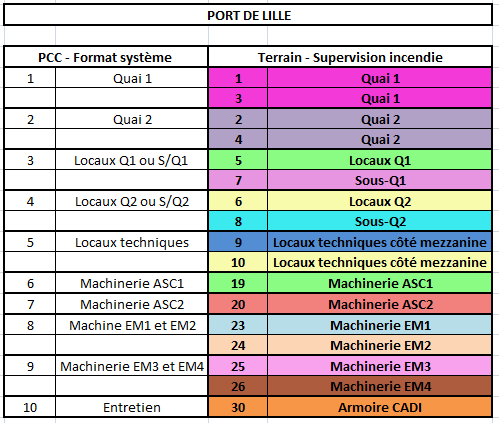 PORT DE LILLE
PCC - Format système Terrain - Supervision incendie
1 Quai 1 1 Quai 1
3 Quai 1
2 Quai 2 2 Quai 2
4 Quai 2
3 Locaux Q1 ou S/Q1 5 Locaux Q1
7 Sous-Q1
4 Locaux Q2 ou S/Q2 6 Locaux Q2
8 Sous-Q2
5 Locaux techniques 9 Locaux techniques côté mezzanine
10 Locaux techniques côté mezzanine
6 Machinerie ASC1 19 Machinerie ASC1
7 Machinerie ASC2 20 Machinerie ASC2
8 Machine EM1 et EM2 23 Machinerie EM1
24 Machinerie EM2
9 Machinerie EM3 et EM4 25 Machinerie EM3
26 Machinerie EM4
10 Entretien 30 Armoire CADI